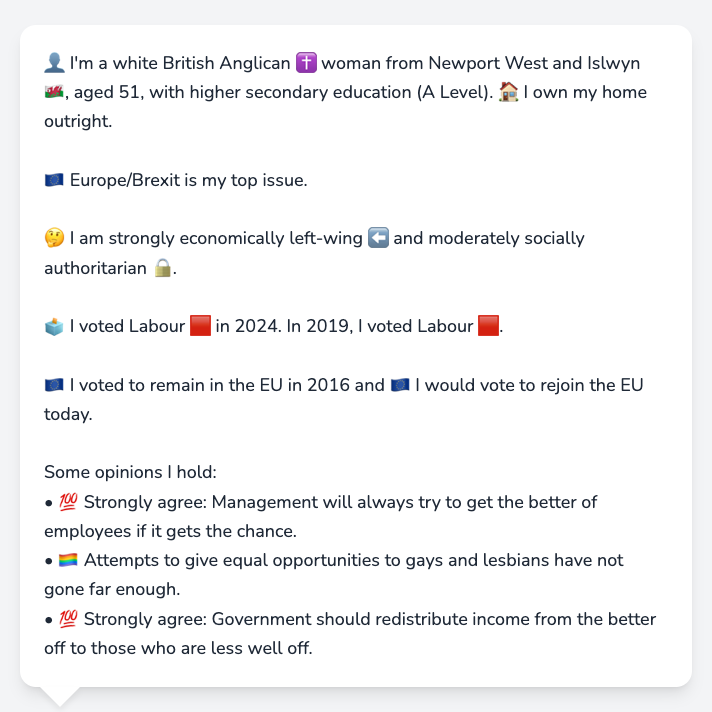 👤 I'm a white British Anglican ✝️ woman from Newport West and Islwyn
🏴󠁧󠁢󠁷󠁬󠁳󠁿, aged 51, with higher secondary education (A Level). 🏠 I own my home
outright.
🇪🇺 Europe/Brexit is my top issue.
🤔 I am strongly economically left-wing ⬅️ and moderately socially
authoritarian 🔒.
🗳️ I voted Labour 🟥 in 2024. In 2019, I voted Labour 🟥.
🇪🇺 I voted to remain in the EU in 2016 and 🇪🇺 I would vote to rejoin the EU
today.
Some opinions I hold:
• 💯 Strongly agree: Management will always try to get the better of
employees if it gets the chance.
• 🏳️‍🌈 Attempts to give equal opportunities to gays and lesbians have not
gone far enough.
• 💯 Strongly agree: Government should redistribute income from the better
off to those who are less well off.